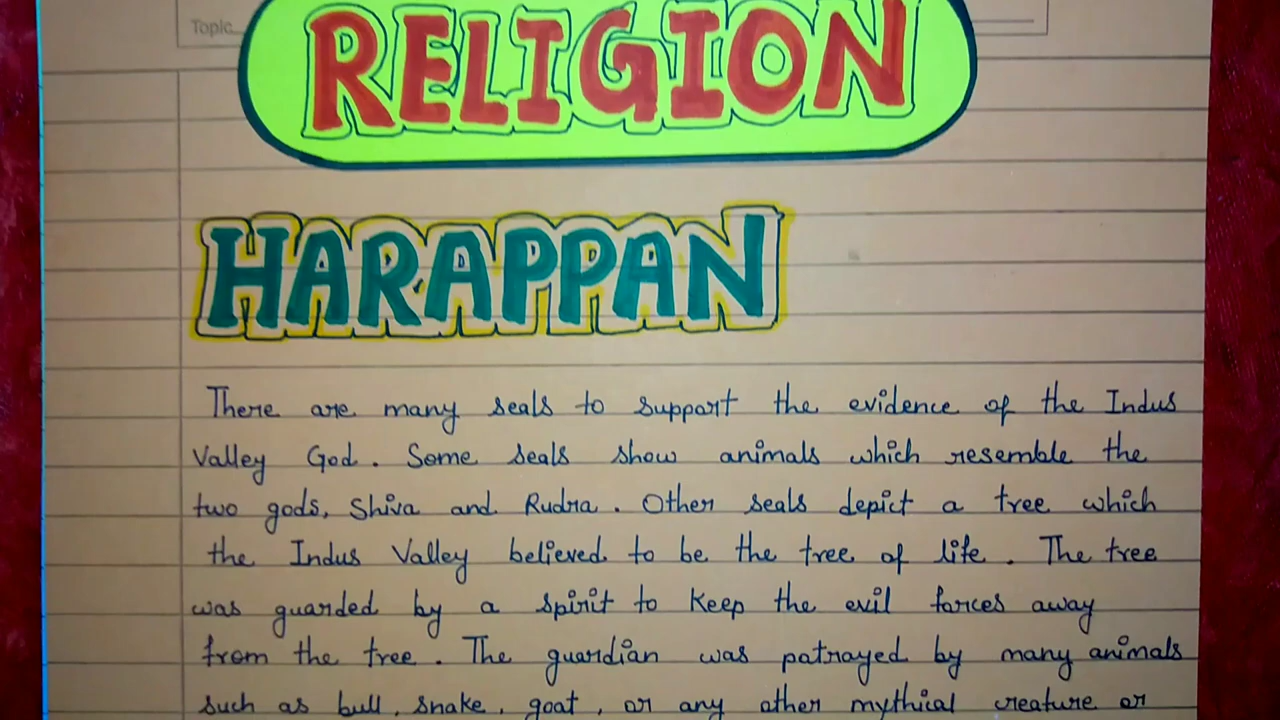 Topic
RELIGION
HARAPPAN
There are many seals to support the evidence of the Indus
Valley God. Some seals show animals which resemble the
two gods, Shiva and Rudra. Other seals depict a tree which
the Indus Valley believed to be the tree of life. The tree
was guarded by a spirit to keep the evil forces away
from the tree. The guardian was patrayed by many animals
such as bull, snake, goat, or any other mythical creature or